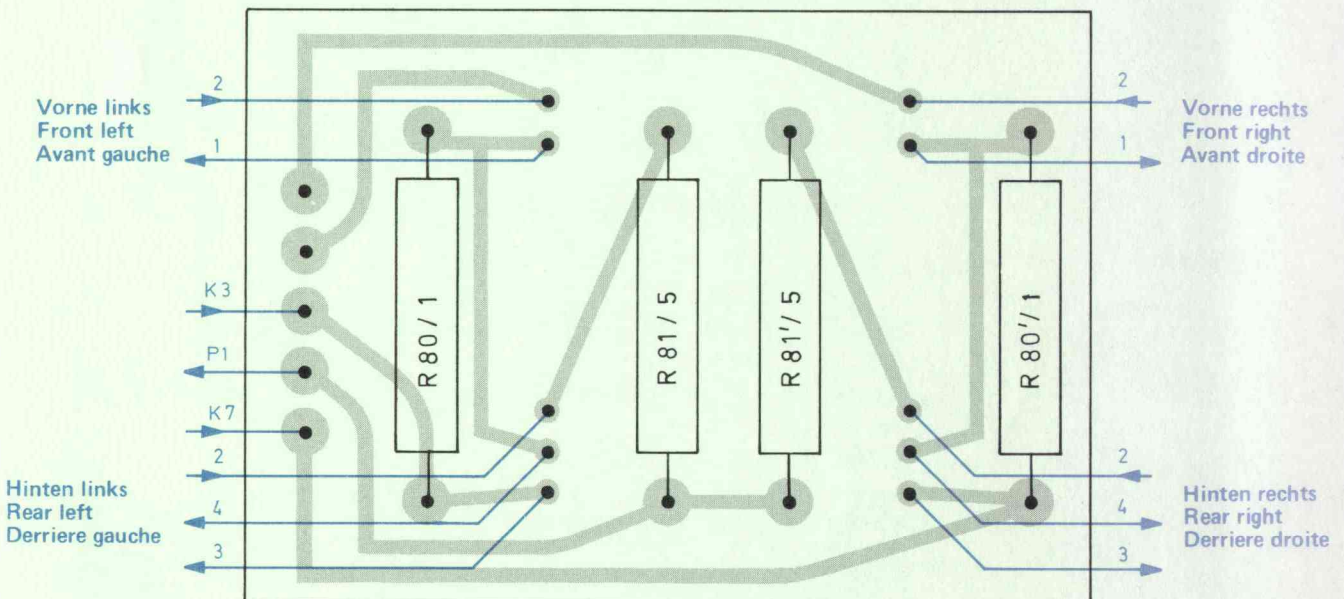 2
Vorne links
Front left
Avant gauche
1
2
Vorne rechts
Front right
Avant droite
1
K3
P1
K7
R 80 / 1
R 81 / 5
R 81' / 5
R 80' / 1
2
Hinten links
Rear left
Derriere gauche
4
3
2
Hinten rechts
Rear right
Derriere droite
4
3